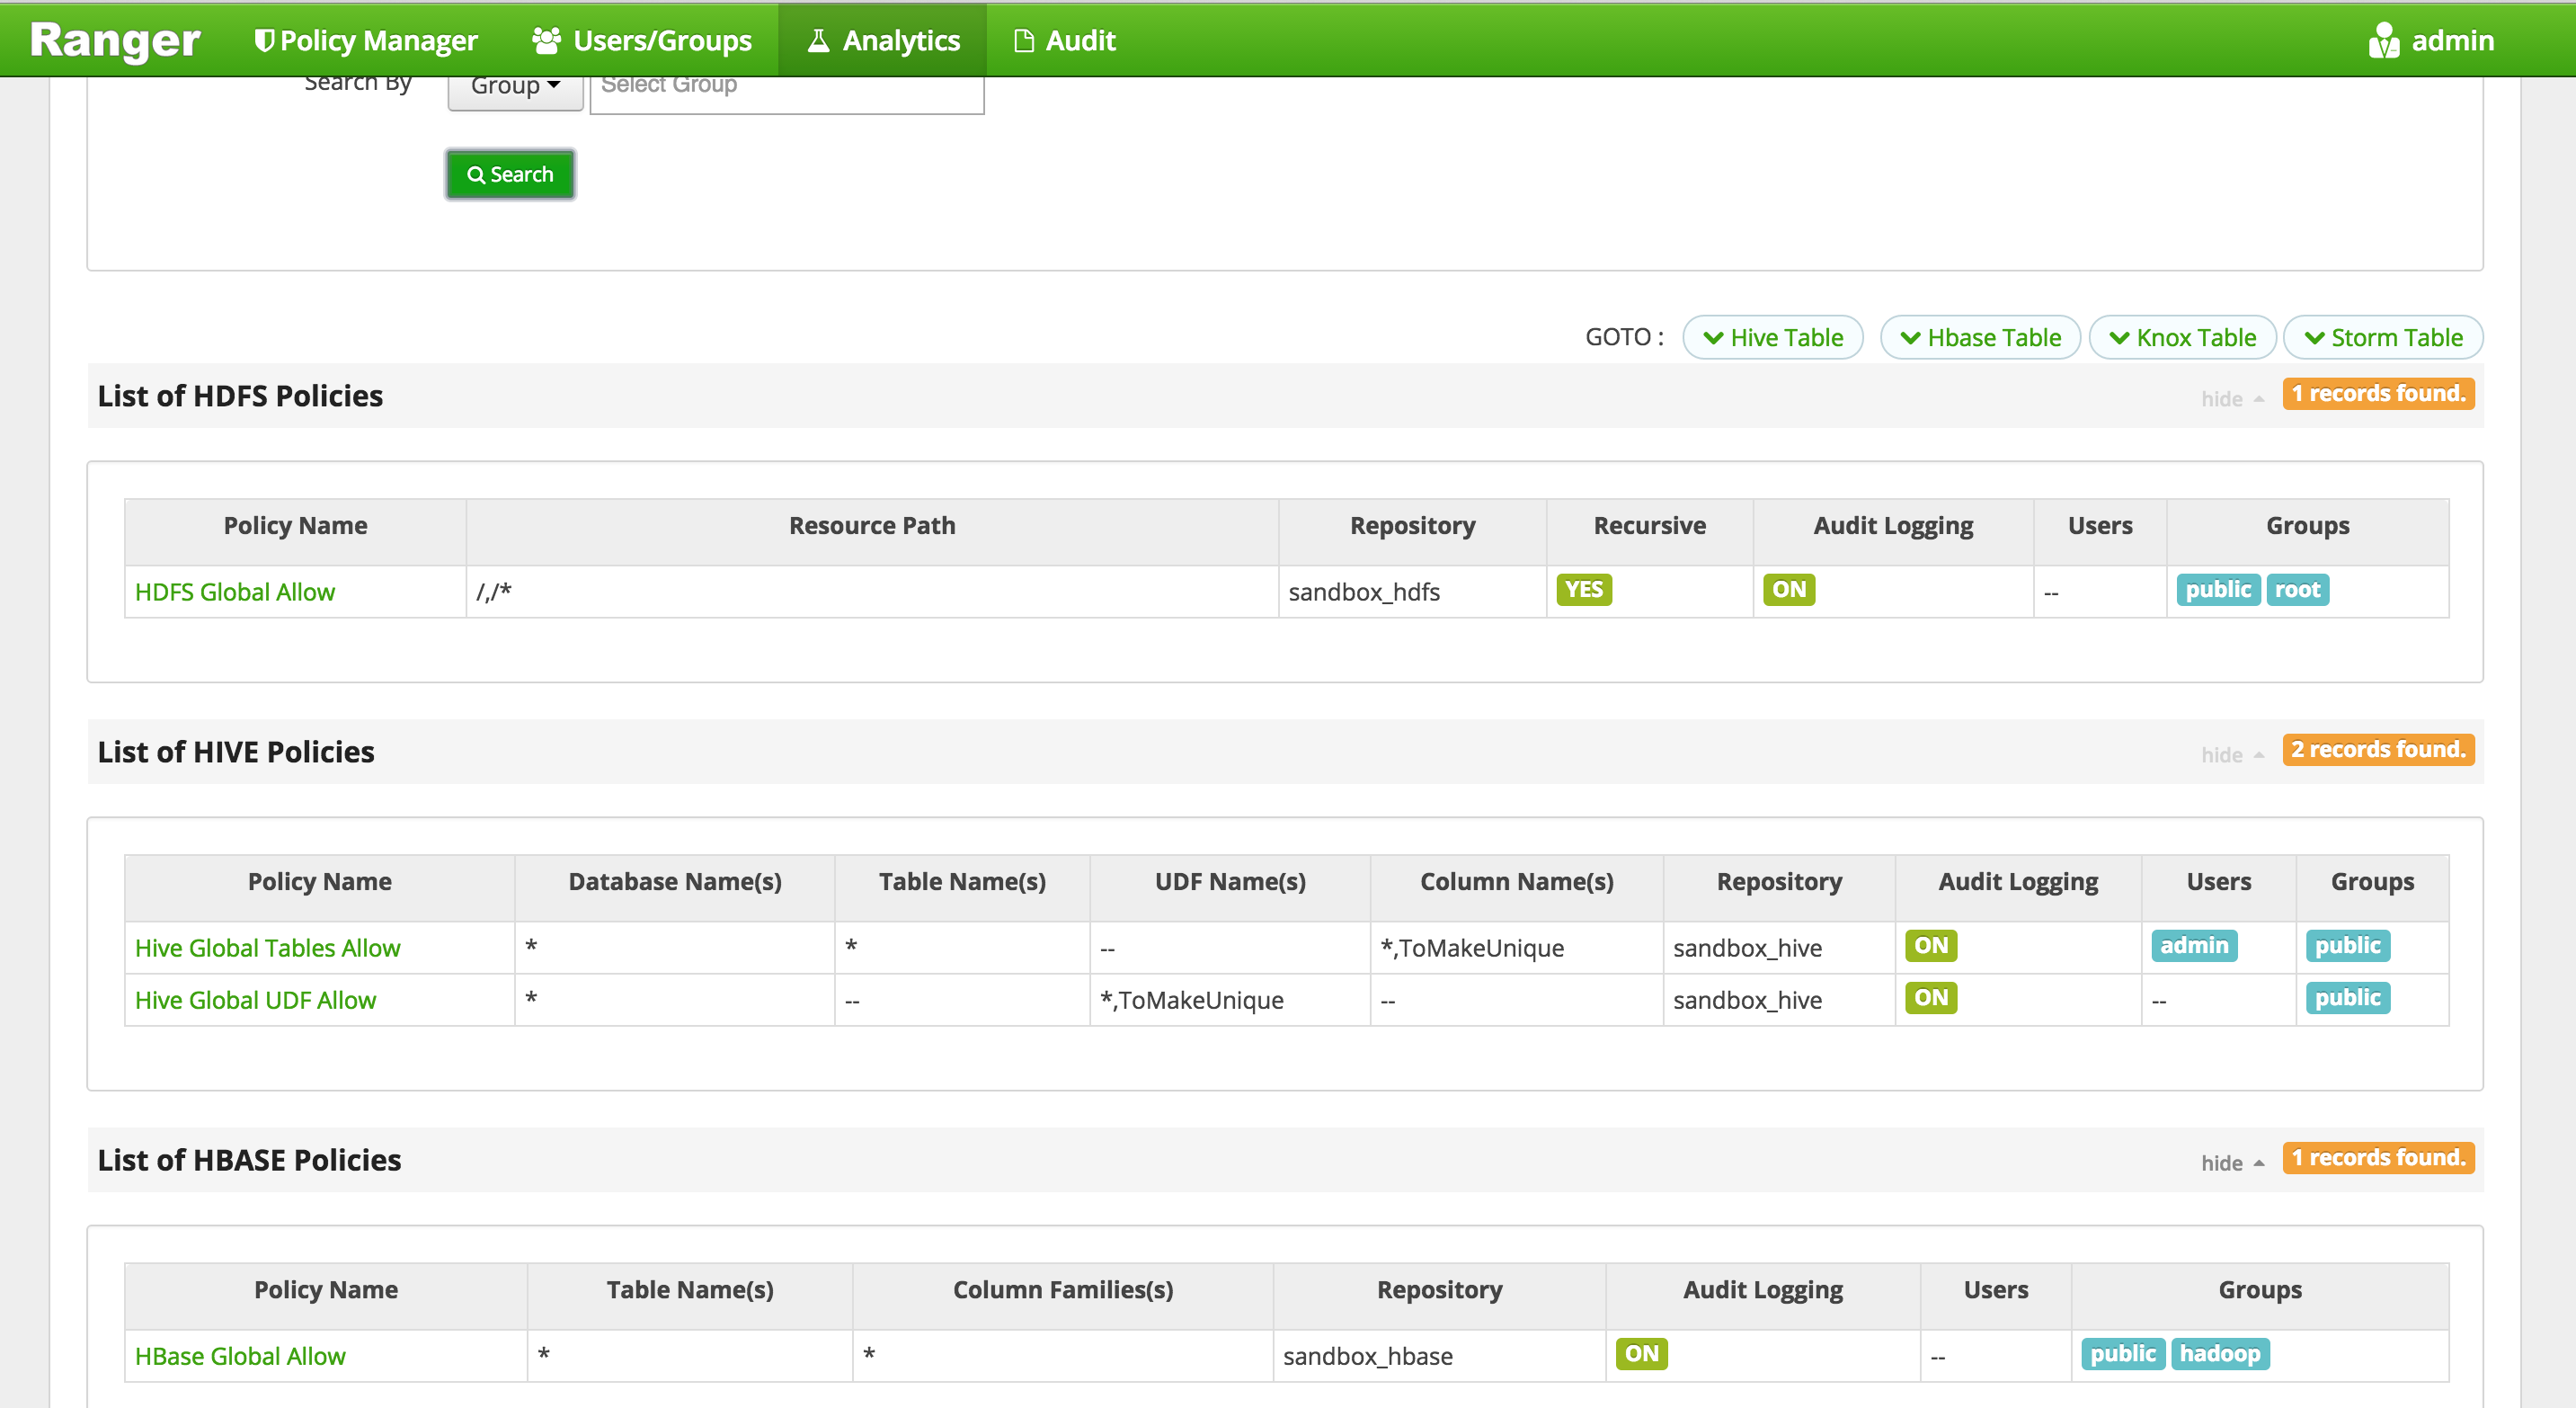 Ranger Policy Manager Users/Groups Analytics Audit admin
Search By Group Select Group
Search
GOTO : Hive Table Hbase Table Knox Table Storm Table
List of HDFS Policies hide 1 records found.
Policy Name Resource Path Repository Recursive Audit Logging Users Groups
HDFS Global Allow /,/* sandbox_hdfs YES ON -- public root
List of HIVE Policies hide 2 records found.
Policy Name Database Name(s) Table Name(s) UDF Name(s) Column Name(s) Repository Audit Logging Users Groups
Hive Global Tables Allow * * -- *,ToMakeUnique sandbox_hive ON admin public
Hive Global UDF Allow * -- *,ToMakeUnique -- sandbox_hive ON -- public
List of HBASE Policies hide 1 records found.
Policy Name Table Name(s) Column Families(s) Repository Audit Logging Users Groups
HBase Global Allow * * sandbox_hbase ON -- public hadoop